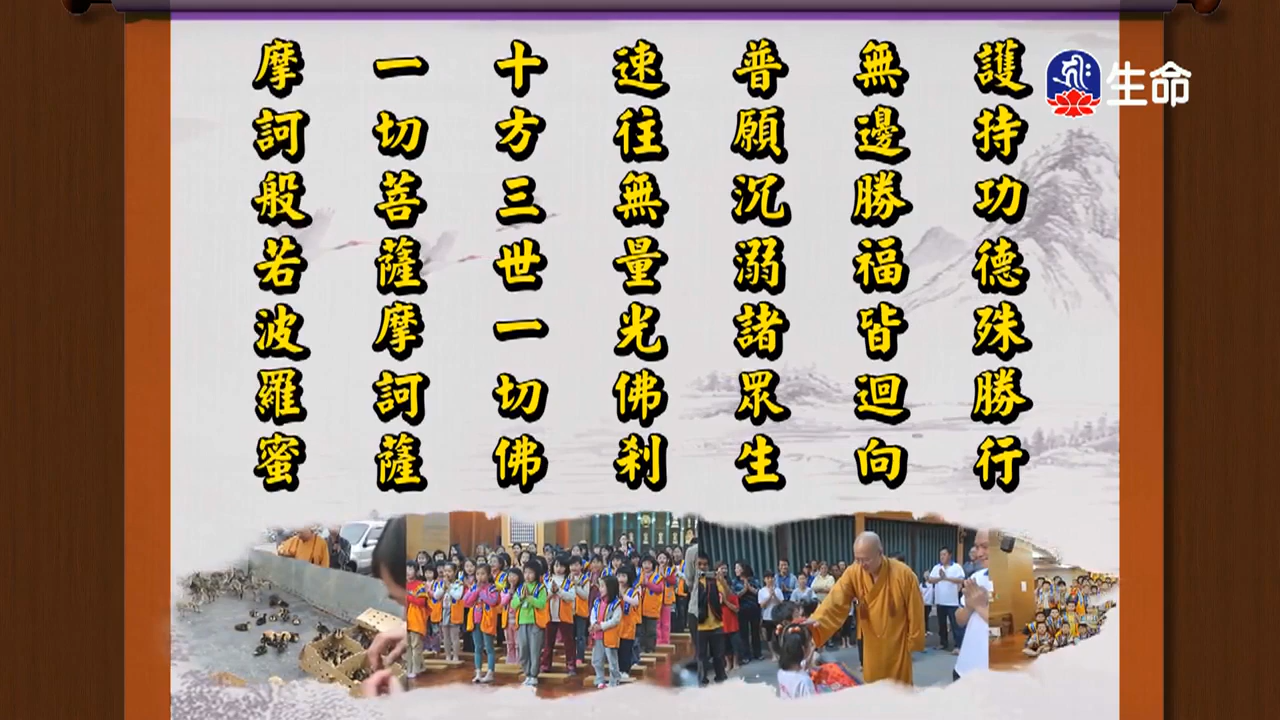 護持功德殊勝行
無邊勝福皆迴向
普願沉溺諸眾生
速往無量光佛剎
十方三世一切佛
一切菩薩摩訶薩
摩訶般若波羅蜜
生命